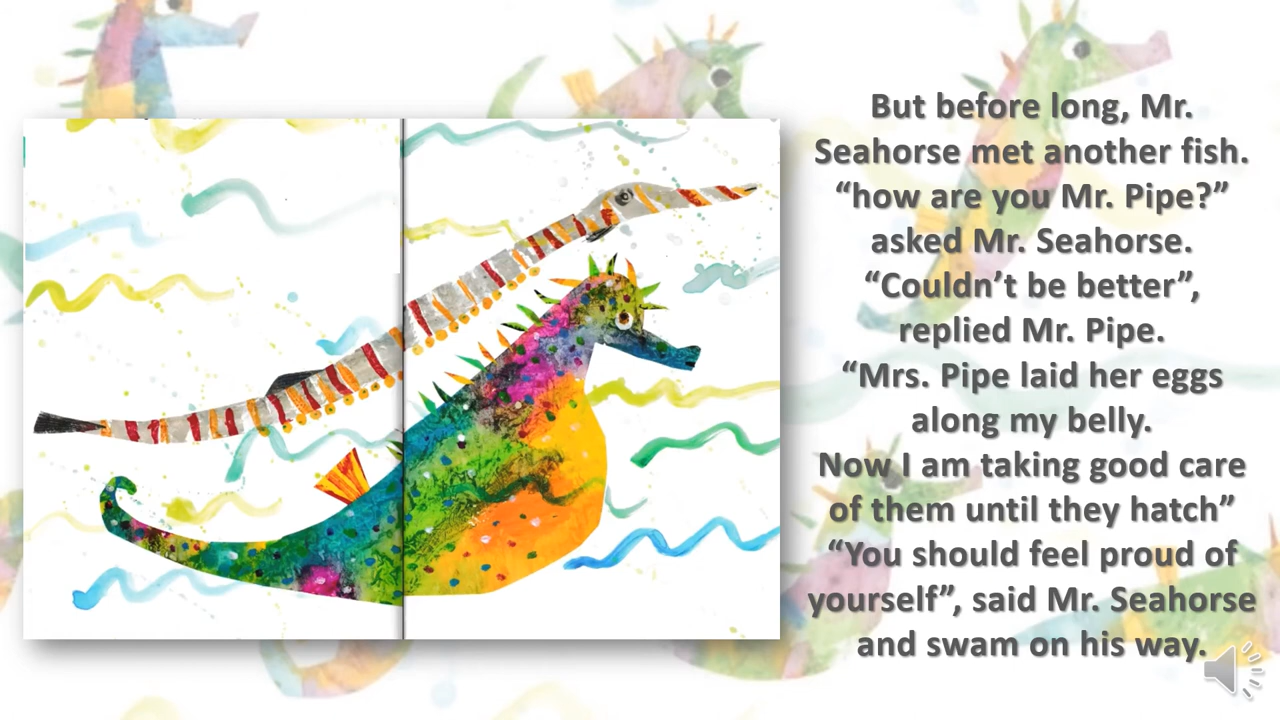 But before long, Mr.
Seahorse met another fish.
“how are you Mr. Pipe?”
asked Mr. Seahorse.
“Couldn’t be better”,
replied Mr. Pipe.
“Mrs. Pipe laid her eggs
along my belly.
Now I am taking good care
of them until they hatch”
“You should feel proud of
yourself”, said Mr. Seahorse
and swam on his way.